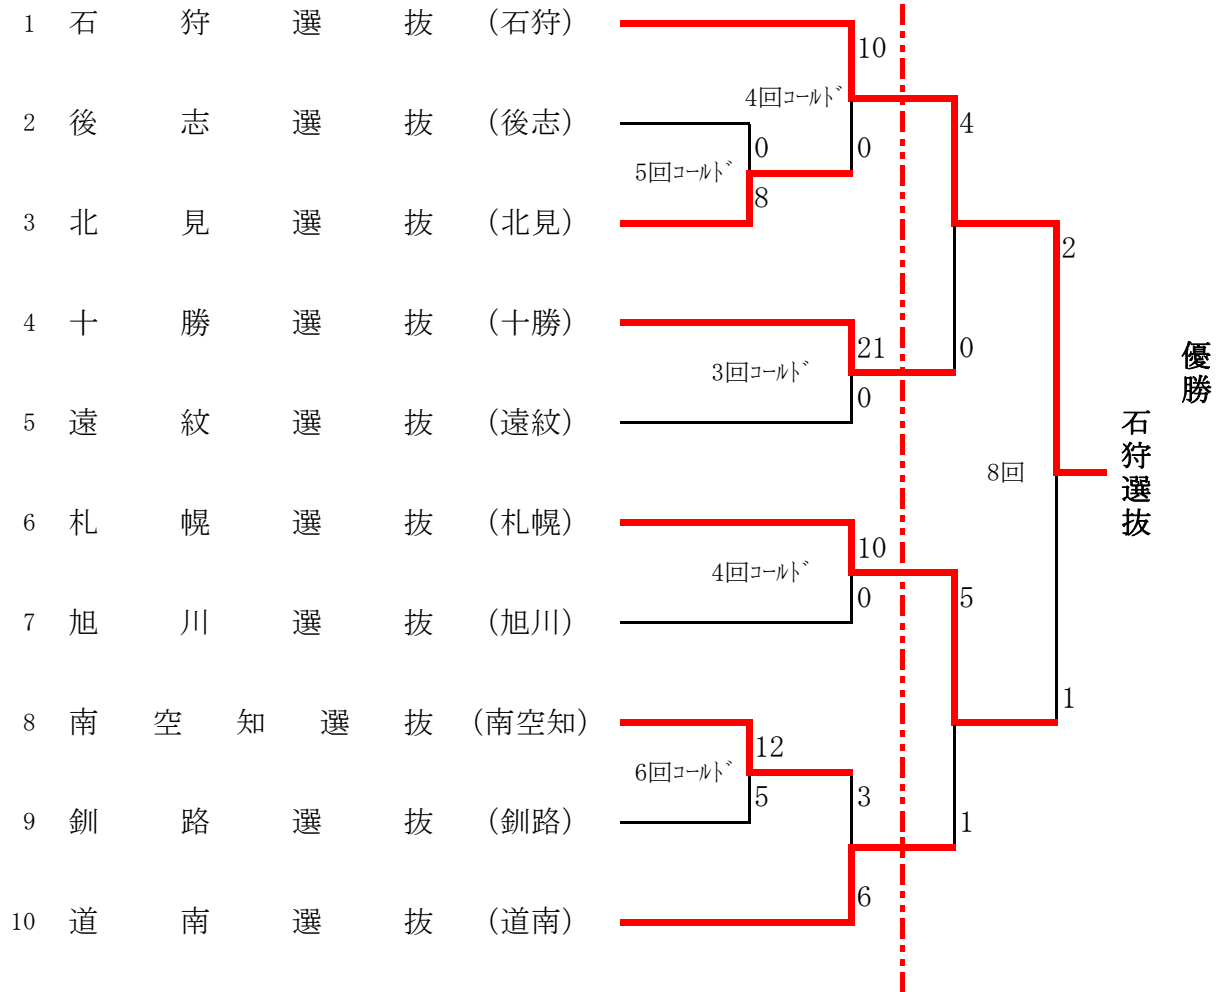 1 石狩選抜 (石狩)
10
4回ｺｰﾙﾄﾞ
4
2 後志選抜 (後志)
0
0
5回ｺｰﾙﾄﾞ
8
3 北見選抜 (北見)
2
4 十勝選抜 (十勝)
21
0
3回ｺｰﾙﾄﾞ
0
優勝
5 遠紋選抜 (遠紋)
石狩選抜
8回
6 札幌選抜 (札幌)
10
4回ｺｰﾙﾄﾞ
0
5
7 旭川選抜 (旭川)
1
8 南空知選抜 (南空知)
12
6回ｺｰﾙﾄﾞ
5
3
9 釧路選抜 (釧路)
1
6
10 道南選抜 (道南)